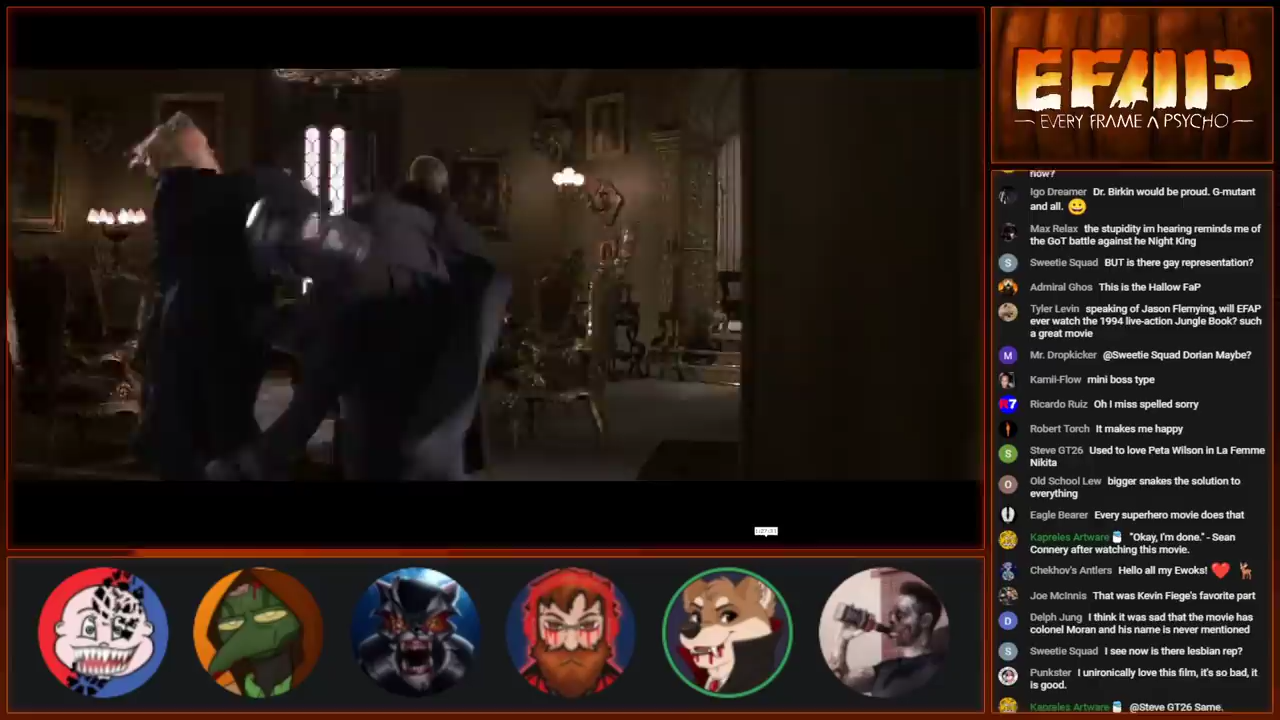 EFAP
EVERY FRAME A PSYCHO
now?
Igo Dreamer Dr. Birkin would be proud. G-mutant
and all. 😀
Max Relax the stupidity im hearing reminds me of
the GoT battle against he Night King
S Sweetie Squad BUT is there gay representation?
Admiral Ghos This is the Hallow FaP
Tyler Levin speaking of Jason Flemying, will EFAP
ever watch the 1994 live-action Jungle Book? such
a great movie
M Mr. Dropkicker @Sweetie Squad Dorian Maybe?
Kamii-Flow mini boss type
R7 Ricardo Ruiz Oh I miss spelled sorry
Robert Torch It makes me happy
S Steve GT26 Used to love Peta Wilson in La Femme
Nikita
O Old School Lew bigger snakes the solution to
everything
Eagle Bearer Every superhero movie does that
Kapreles Artware "Okay, I'm done." - Sean
Connery after watching this movie.
Chekhov's Antlers Hello all my Ewoks! ❤️ 🦌
Joe McInnis That was Kevin Fiege's favorite part
D Delph Jung I think it was sad that the movie has
colonel Moran and his name is never mentioned
S Sweetie Squad I see now is there lesbian rep?
Punkster I unironically love this film, it's so bad, it
is good.
Kapreles Artware @Steve GT26 Same.